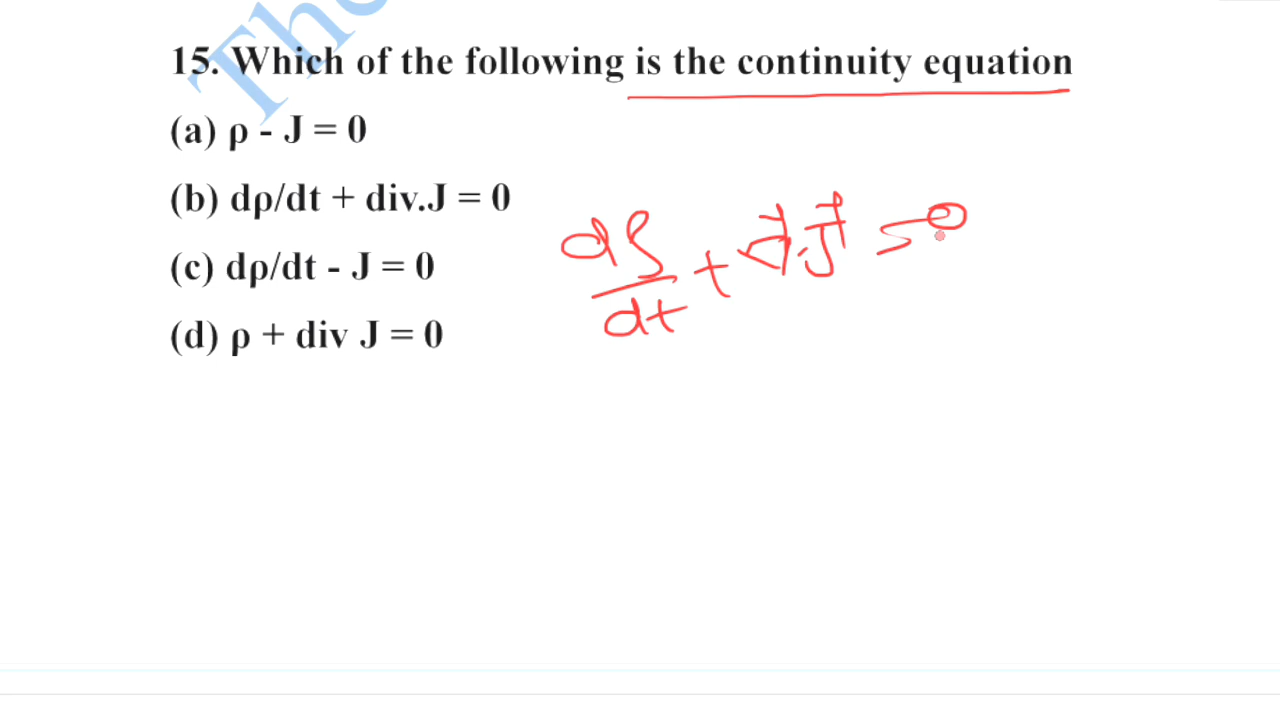 The
15. Which of the following is the continuity equation
(a) ρ - J = 0
(b) dρ/dt + div.J = 0
(c) dρ/dt - J = 0
(d) ρ + div J = 0
dρ/dt + ∇⃗.J⃗ = 0